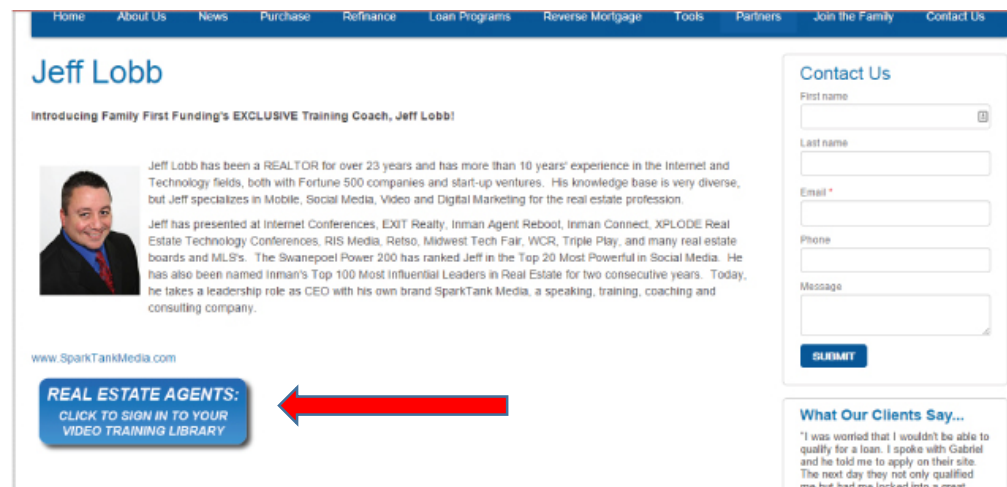 Home About Us News Purchase Refinance Loan Programs Reverse Mortgage Tools Partners Join the Family Contact Us
Jeff Lobb
Introducing Family First Funding's EXCLUSIVE Training Coach, Jeff Lobb!
Jeff Lobb has been a REALTOR for over 23 years and has more than 10 years' experience in the Internet and
Technology fields, both with Fortune 500 companies and start-up ventures. His knowledge base is very diverse,
but Jeff specializes in Mobile, Social Media, Video and Digital Marketing for the real estate profession.
Jeff has presented at Internet Conferences, EXIT Realty, Inman Agent Reboot, Inman Connect, XPLODE Real
Estate Technology Conferences, RIS Media, Retso, Midwest Tech Fair, WCR, Triple Play, and many real estate
boards and MLS's. The Swanepoel Power 200 has ranked Jeff in the Top 20 Most Powerful in Social Media. He
has also been named Inman's Top 100 Most Influential Leaders in Real Estate for two consecutive years. Today,
he takes a leadership role as CEO with his own brand SparkTank Media, a speaking, training, coaching and
consulting company.
www.SparkTankMedia.com
REAL ESTATE AGENTS:
CLICK TO SIGN IN TO YOUR
VIDEO TRAINING LIBRARY
Contact Us
First name
Last name
Email *
Phone
Message
SUBMIT
What Our Clients Say...
"I was worried that I wouldn't be able to
qualify for a loan. I spoke with Gabriel
and he told me to apply on their site.
The next day they not only qualified
me but had me locked into a great